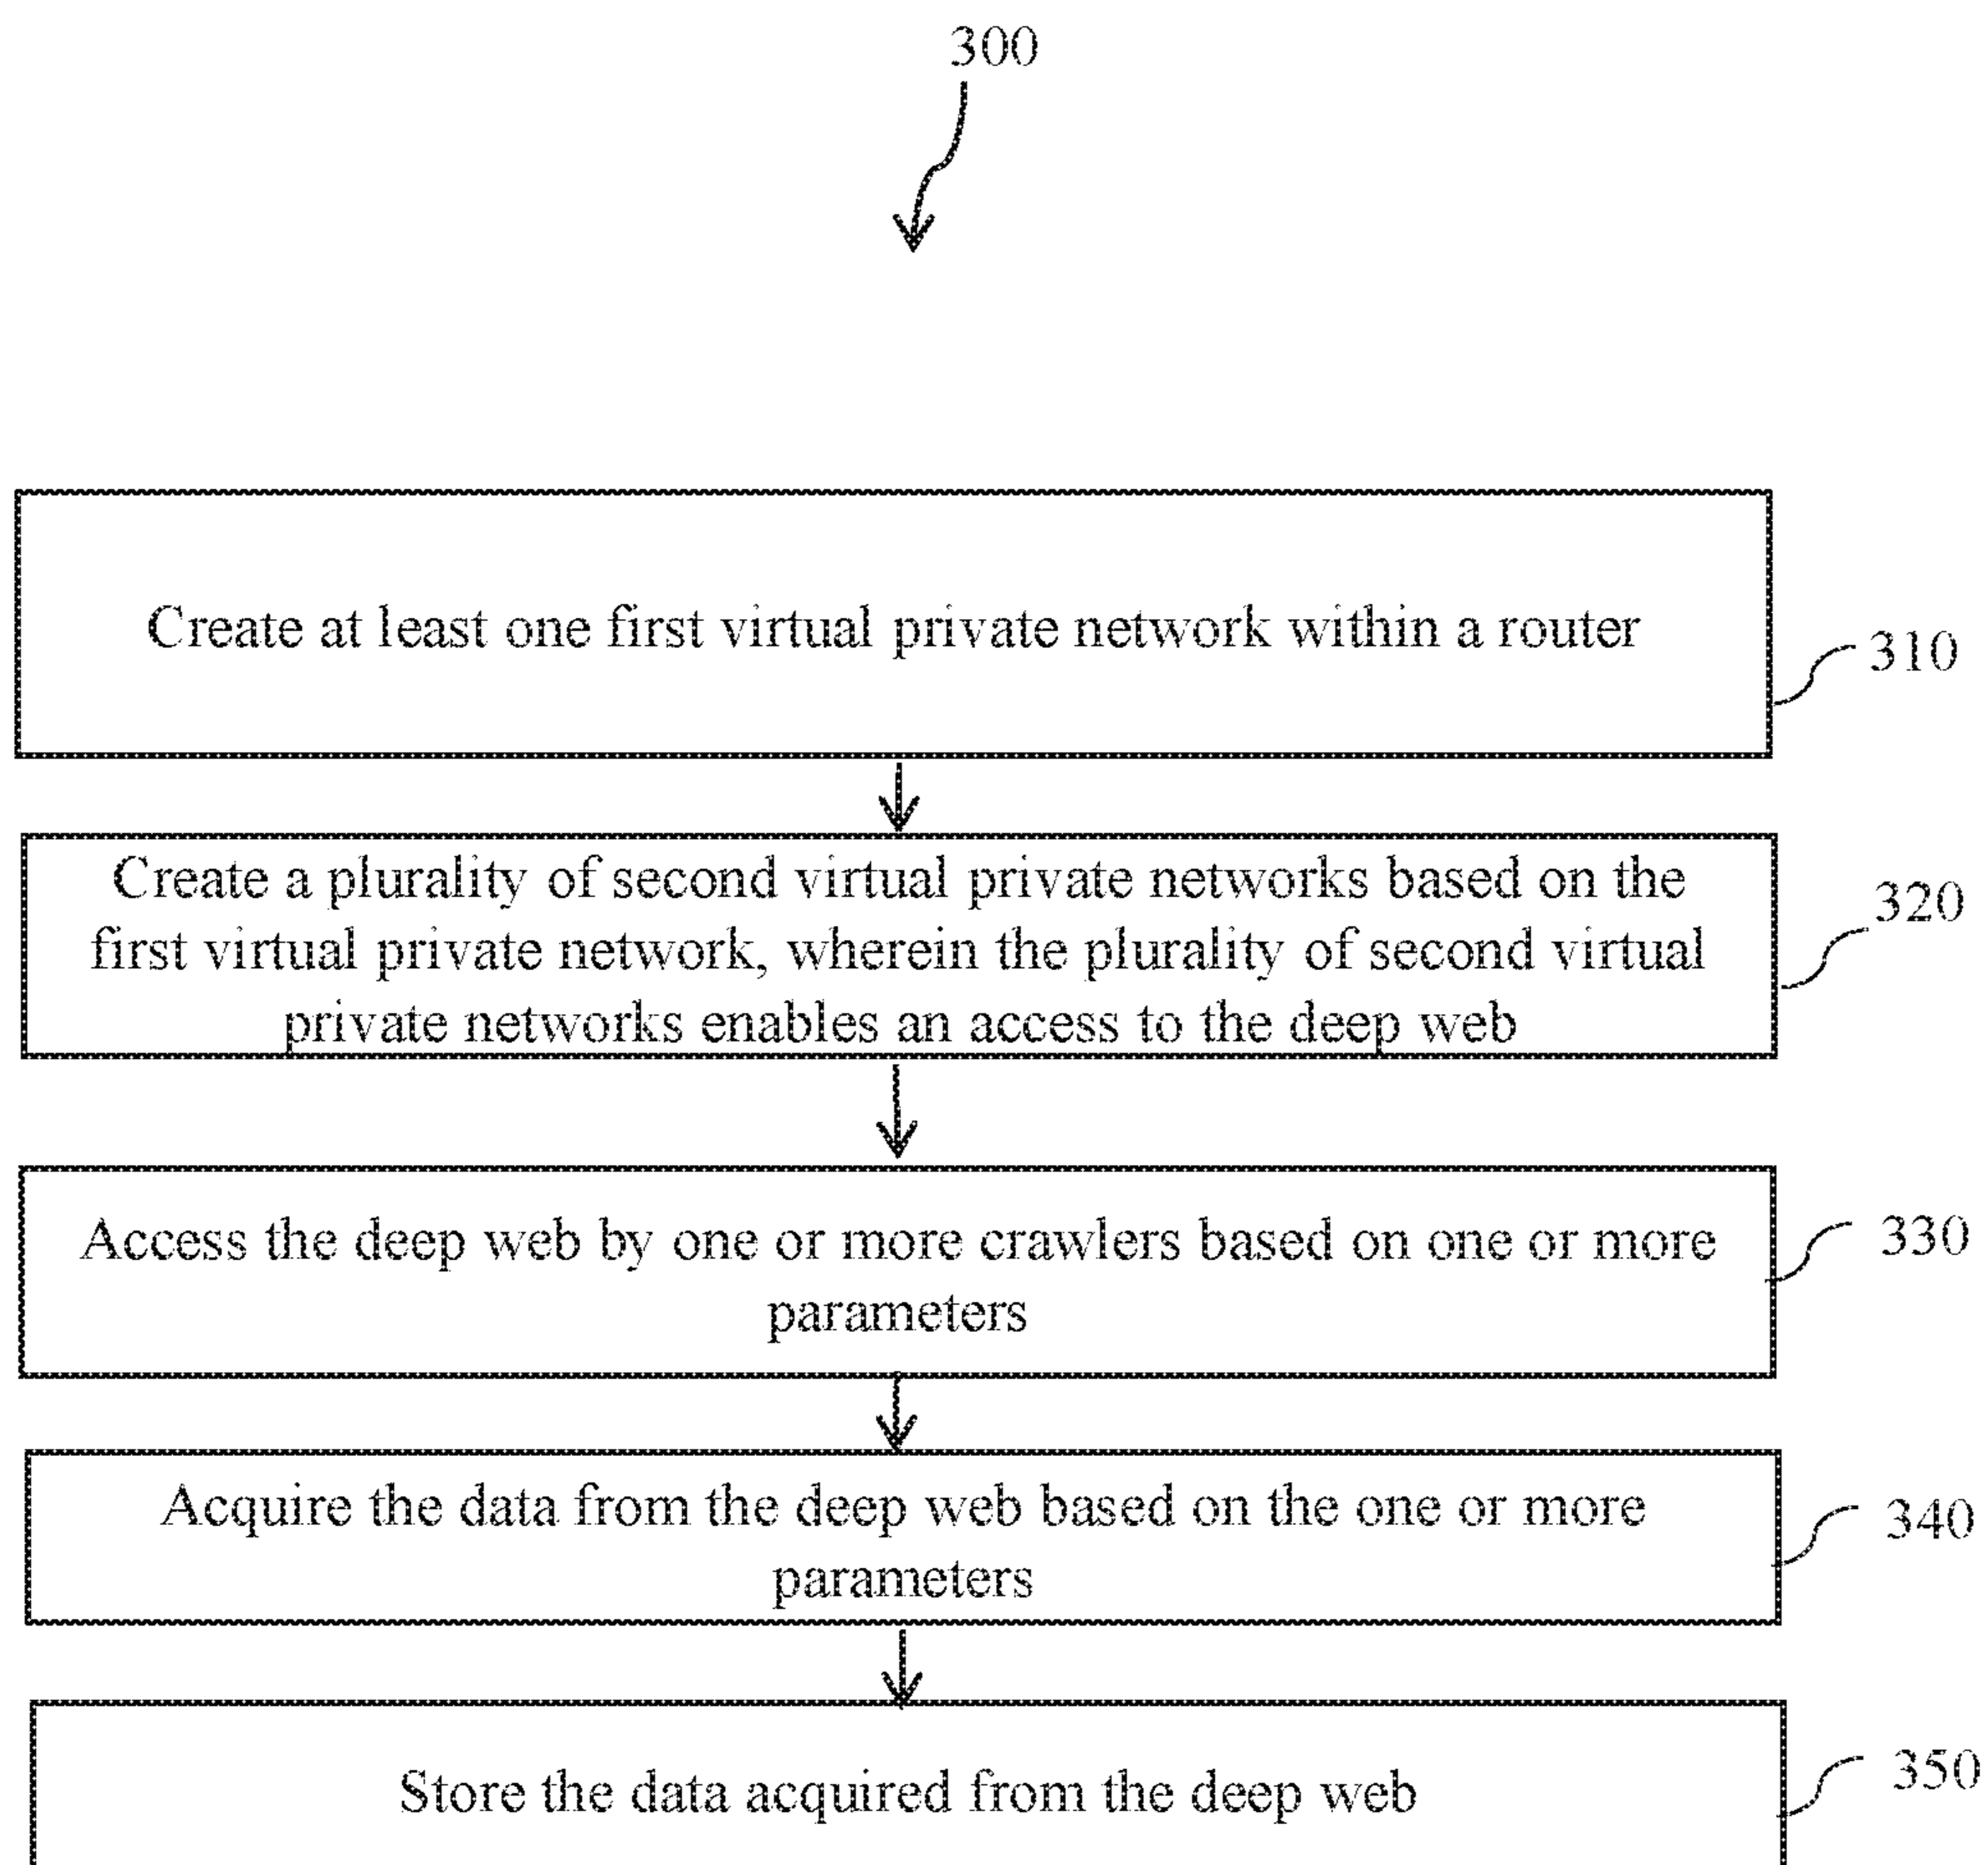 300
Create at least one first virtual private network within a router
310
Create a plurality of second virtual private networks based on the
first virtual private network, wherein the plurality of second virtual
private networks enables an access to the deep web
320
Access the deep web by one or more crawlers based on one or more
parameters
330
Acquire the data from the deep web based on the one or more
parameters
340
Store the data acquired from the deep web
350